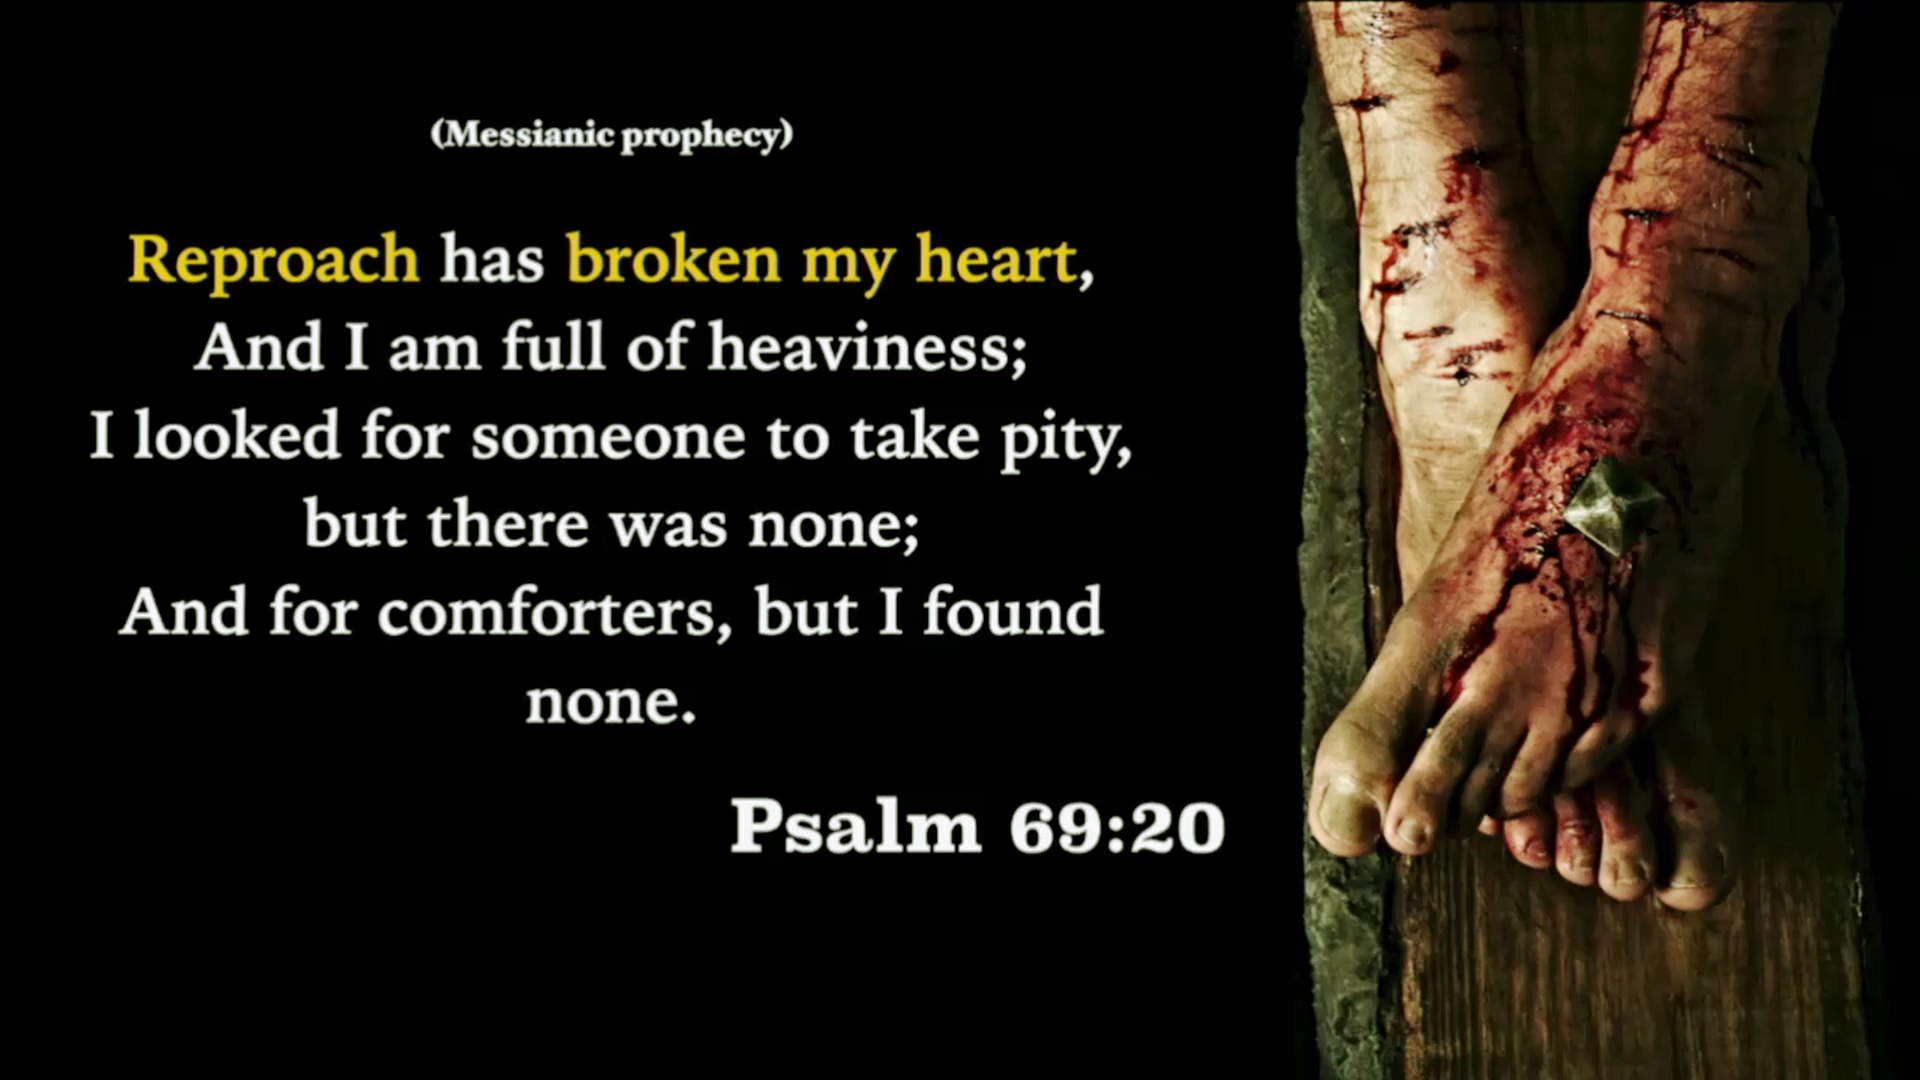 (Messianic prophecy)
Reproach has broken my heart,
And I am full of heaviness;
I looked for someone to take pity,
but there was none;
And for comforters, but I found
none.
Psalm 69:20